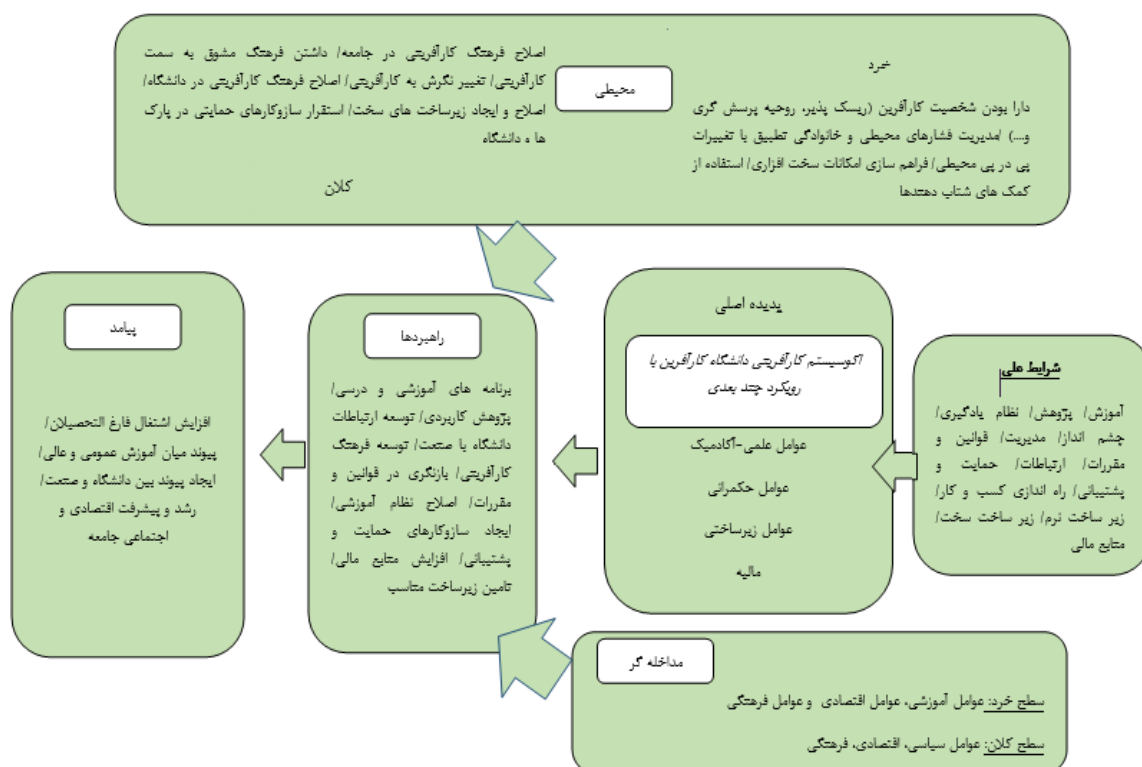 خرد
دارا بودن شخصیت کارآفرین (ریسک پذیر، روحیه پرسش گری
و....) /مدیریت فشارهای محیطی و خانوادگی تطبیق با تغییرات
پی در پی محیطی/ فراهم سازی امکانات سخت افزاری/ استفاده از
کمک های شتاب دهندها
محیطی
اصلاح فرهنگ کارآفرینی در جامعه/ داشتن فرهنگ مشوق به سمت
کارآفرینی/ تغییر نگرش به کارآفرینی/ اصلاح فرهنگ کارآفرینی در دانشگاه/
اصلاح و ایجاد زیرساخت های سخت/ استقرار سازوکارهای حمایتی در پارک
ها ه دانشگاه
کلان
شرایط علی
آموزش/ پژوهش/ نظام یادگیری/
چشم انداز/ مدیریت/ قوانین و
مقررات/ ارتباطات/ حمایت و
پشتیبانی/ راه اندازی کسب و کار/
زیر ساخت نرم/ زیر ساخت سخت/
منابع مالی
پدیده اصلی
اکوسیستم کارآفرینی دانشگاه کارآفرین با
رویکرد چند بعدی
عوامل علمی-آکادمیک
عوامل حکمرانی
عوامل زیرساختی
مالیه
راهبردها
برنامه های آموزشی و درسی/
پژوهش کاربردی/ توسعه ارتباطات
دانشگاه با صنعت/ توسعه فرهنگ
کارآفرینی/ بازنگری در قوانین و
مقررات/ اصلاح نظام آموزشی/
ایجاد سازوکارهای حمایت و
پشتیبانی/ افزایش منابع مالی/
تامین زیرساخت مناسب
پیامد
افزایش اشتغال فارغ التحصیلان/
پیوند میان آموزش عمومی و عالی/
ایجاد پیوند بین دانشگاه و صنعت/
رشد و پیشرفت اقتصادی و
اجتماعی جامعه
مداخله گر
سطح خرد: عوامل آموزشی، عوامل اقتصادی و عوامل فرهنگی
سطح کلان: عوامل سیاسی، اقتصادی، فرهنگی